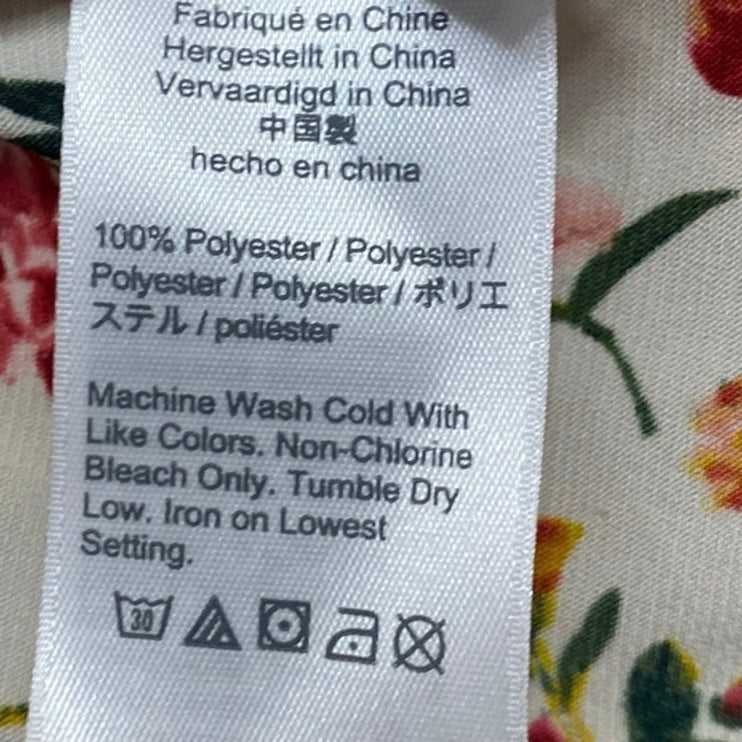 Fabriqué en Chine
Hergestellt in China
Vervaardigd in China
中国製
hecho en china
100% Polyester / Polyester /
Polyester / Polyester / ポリエ
ステル / poliéster
Machine Wash Cold With
Like Colors. Non-Chlorine
Bleach Only. Tumble Dry
Low. Iron on Lowest
Setting.
30